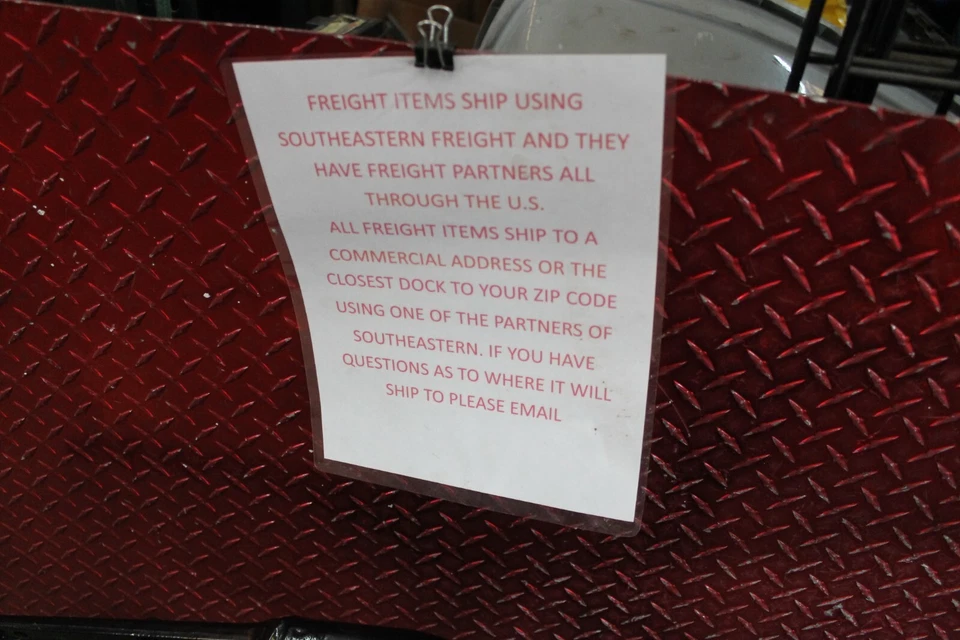 FREIGHT ITEMS SHIP USING
SOUTHEASTERN FREIGHT AND THEY
HAVE FREIGHT PARTNERS ALL
THROUGH THE U.S.
ALL FREIGHT ITEMS SHIP TO A
COMMERCIAL ADDRESS OR THE
CLOSEST DOCK TO YOUR ZIP CODE
USING ONE OF THE PARTNERS OF
SOUTHEASTERN. IF YOU HAVE
QUESTIONS AS TO WHERE IT WILL
SHIP TO PLEASE EMAIL